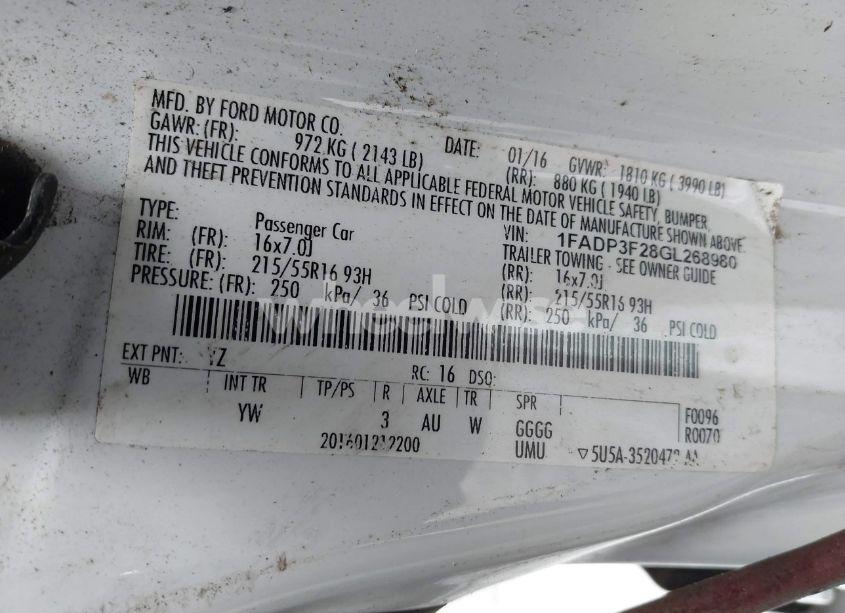 MFD. BY FORD MOTOR CO. DATE: 01/16 GVWR: 1810 KG ( 3990 LB)
GAWR: (FR): 972 KG ( 2143 LB) (RR): 880 KG ( 1940 LB)
THIS VEHICLE CONFORMS TO ALL APPLICABLE FEDERAL MOTOR VEHICLE SAFETY, BUMPER,
AND THEFT PREVENTION STANDARDS IN EFFECT ON THE DATE OF MANUFACTURE SHOWN ABOVE
VIN: 1FADP3F28GL268980
TYPE: Passenger Car TRAILER TOWING - SEE OWNER GUIDE
RIM: (FR): 16x7.0J (RR): 16x7.0J
TIRE: (FR): 215/55R16 93H (RR): 215/55R16 93H
PRESSURE: (FR): 250 kPa/ 36 PSI COLD (RR): 250 kPa/ 36 PSI COLD
wheelwise
EXT PNT: YZ RC: 16 DSO:
WB INT TR TP/PS R AXLE TR SPR
YW 3 AU W GGGG F0096
201601212200 UMU R0070
▽5U5A-3520472 AA